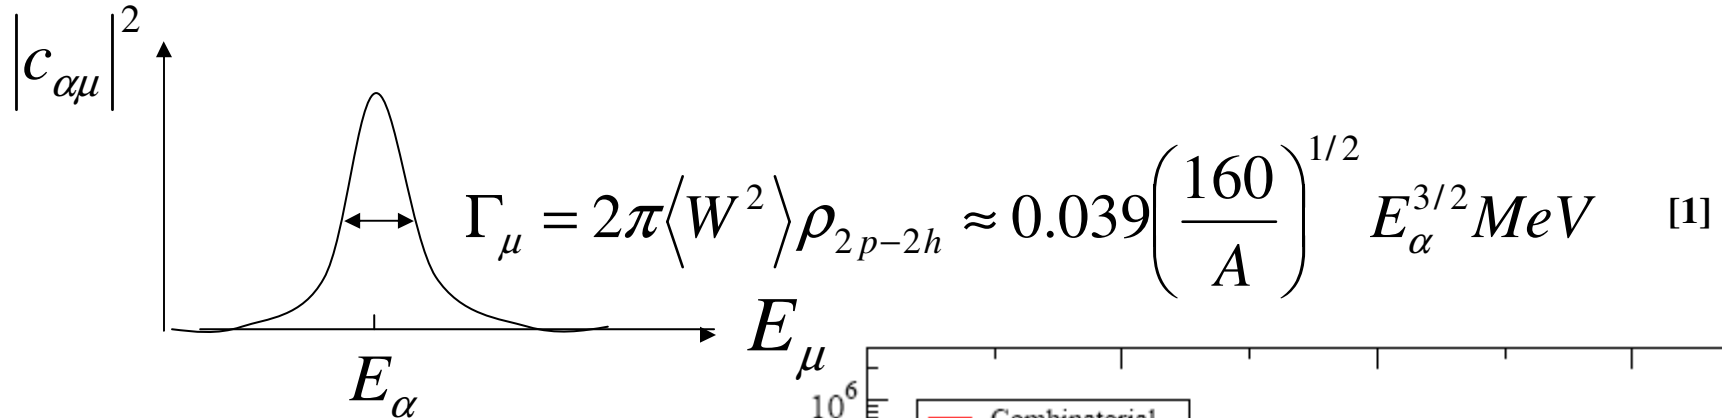 |c_{αμ}|^2
Γ_μ = 2π⟨W^2⟩ρ_{2p−2h} ≈ 0.039(160/A)^{1/2} E_α^{3/2} MeV [1]
E_μ
E_α
10^6
Combinatorial